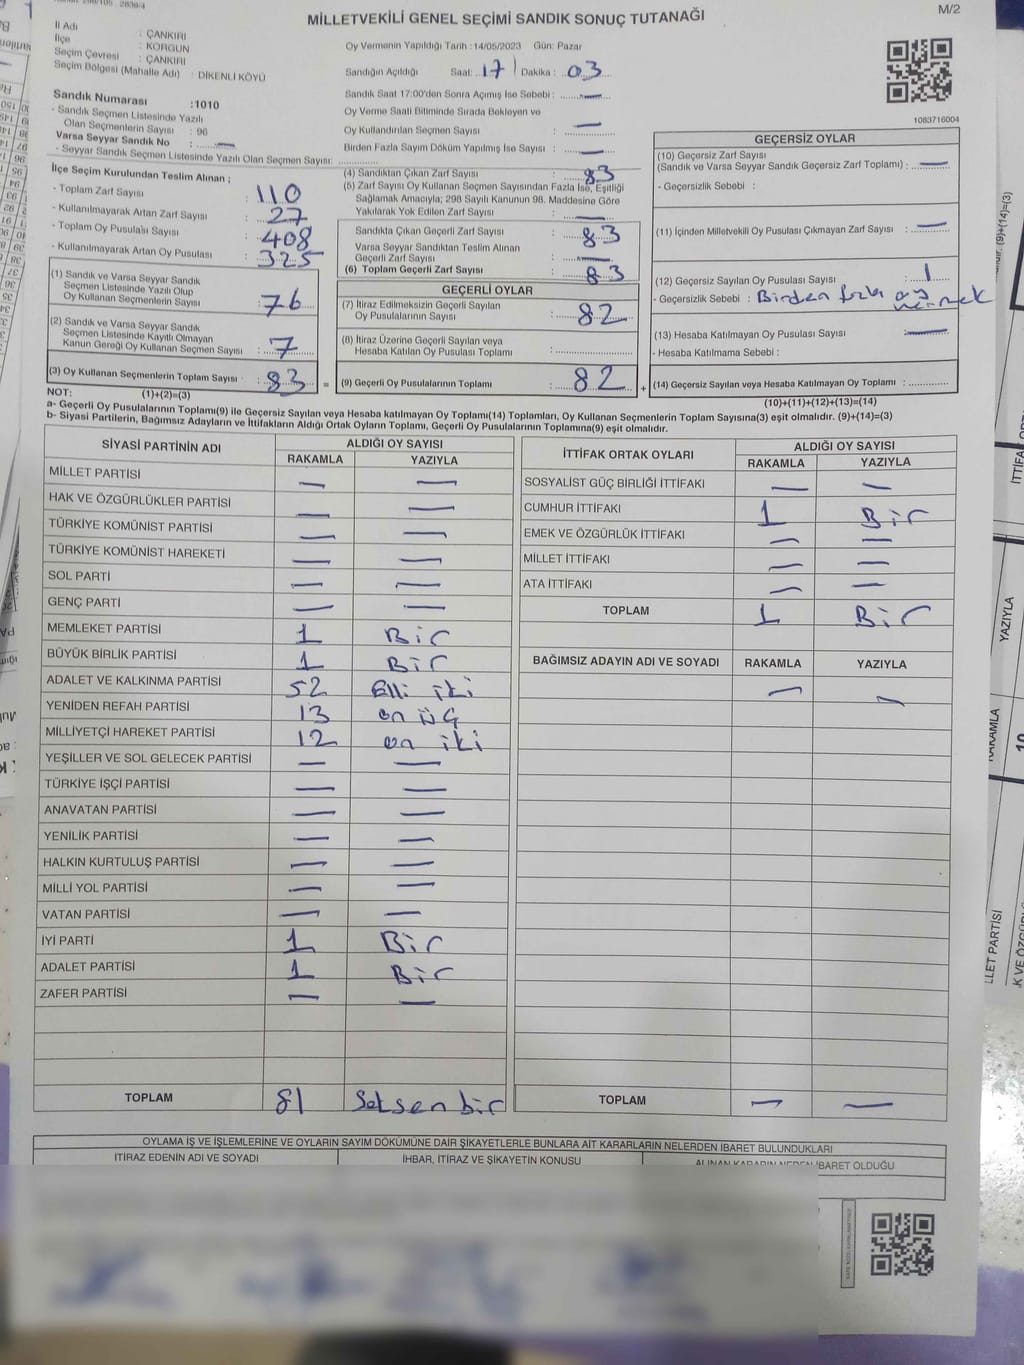 M/2
MİLLETVEKİLİ GENEL SEÇİMİ SANDIK SONUÇ TUTANAĞI
İl Adı : ÇANKIRI
İlçe : KORGUN
Seçim Çevresi : ÇANKIRI
Seçim Bölgesi (Mahalle Adı) : DİKENLİ KÖYÜ
Sandık Numarası :1010
- Sandık Seçmen Listesinde Yazılı
Olan Seçmenlerin Sayısı : 96
Varsa Seyyar Sandık No : —
- Seyyar Sandık Seçmen Listesinde Yazılı Olan Seçmen Sayısı:
Oy Vermenin Yapıldığı Tarih :14/05/2023 Gün: Pazar
Sandığın Açıldığı Saat: 17 Dakika : 03
Sandık Saat 17:00'den Sonra Açımış İse Sebebi : —
Oy Verme Saati Bitiminde Sırada Bekleyen ve
Oy Kullandırılan Seçmen Sayısı : —
Birden Fazla Sayım Döküm Yapılmış İse Sayısı : —
1083716004
İlçe Seçim Kurulundan Teslim Alınan ;
- Toplam Zarf Sayısı : 110
- Kullanılmayarak Artan Zarf Sayısı : 27
- Toplam Oy Pusulası Sayısı : 408
- Kullanılmayarak Artan Oy Pusulası : 325
(1) Sandık ve Varsa Seyyar Sandık
Seçmen Listesinde Yazılı Olup
Oy Kullanan Seçmenlerin Sayısı : 76
(2) Sandık ve Varsa Seyyar Sandık
Seçmen Listesinde Kayıtlı Olmayan
Kanun Gereği Oy Kullanan Seçmen Sayısı : 7
(3) Oy Kullanan Seçmenlerin Toplam Sayısı : 83
(1)+(2)=(3)
(4) Sandıktan Çıkan Zarf Sayısı : 83
(5) Zarf Sayısı Oy Kullanan Seçmen Sayısından Fazla İse, Eşitliği
Sağlamak Amacıyla; 298 Sayılı Kanunun 98. Maddesine Göre
Yakılarak Yok Edilen Zarf Sayısı : —
Sandıkta Çıkan Geçerli Zarf Sayısı : 83
Varsa Seyyar Sandıktan Teslim Alınan
Geçerli Zarf Sayısı : —
(6) Toplam Geçerli Zarf Sayısı : 83
GEÇERLİ OYLAR
(7) İtiraz Edilmeksizin Geçerli Sayılan
Oy Pusulalarının Sayısı : 82
(8) İtiraz Üzerine Geçerli Sayılan veya
Hesaba Katılan Oy Pusulası Toplamı :
= (9) Geçerli Oy Pusulalarının Toplamı : 82
GEÇERSİZ OYLAR
(10) Geçersiz Zarf Sayısı
(Sandık ve Varsa Seyyar Sandık Geçersiz Zarf Toplamı) : —
- Geçersizlik Sebebi :
(11) İçinden Milletvekili Oy Pusulası Çıkmayan Zarf Sayısı : —
(12) Geçersiz Sayılan Oy Pusulası Sayısı : 1
- Geçersizlik Sebebi : Birden fazla oy vermek
(13) Hesaba Katılmayan Oy Pusulası Sayısı : —
- Hesaba Katılmama Sebebi :
+ (14) Geçersiz Sayılan veya Hesaba Katılmayan Oy Toplamı :
(10)+(11)+(12)+(13)=(14)
NOT:
a- Geçerli Oy Pusulalarının Toplamı(9) ile Geçersiz Sayılan veya Hesaba katılmayan Oy Toplamı(14) Toplamları, Oy Kullanan Seçmenlerin Toplam Sayısına(3) eşit olmalıdır. (9)+(14)=(3)
b- Siyasi Partilerin, Bağımsız Adayların ve İttifakların Aldığı Ortak Oyların Toplamı, Geçerli Oy Pusulalarının Toplamına(9) eşit olmalıdır.
SİYASİ PARTİNİN ADI ALDIĞI OY SAYISI
RAKAMLA YAZIYLA
MİLLET PARTİSİ — —
HAK VE ÖZGÜRLÜKLER PARTİSİ — —
TÜRKİYE KOMÜNİST PARTİSİ — —
TÜRKİYE KOMÜNİST HAREKETİ — —
SOL PARTİ — —
GENÇ PARTİ — —
MEMLEKET PARTİSİ 1 Bir
BÜYÜK BİRLİK PARTİSİ 1 Bir
ADALET VE KALKINMA PARTİSİ 52 Elli iki
YENİDEN REFAH PARTİSİ 13 on üç
MİLLİYETÇİ HAREKET PARTİSİ 12 on iki
YEŞİLLER VE SOL GELECEK PARTİSİ — —
TÜRKİYE İŞÇİ PARTİSİ — —
ANAVATAN PARTİSİ — —
YENİLİK PARTİSİ — —
HALKIN KURTULUŞ PARTİSİ — —
MİLLİ YOL PARTİSİ — —
VATAN PARTİSİ — —
İYİ PARTİ 1 Bir
ADALET PARTİSİ 1 Bir
ZAFER PARTİSİ — —
TOPLAM 81 Seksen bir
İTTİFAK ORTAK OYLARI ALDIĞI OY SAYISI
RAKAMLA YAZIYLA
SOSYALİST GÜÇ BİRLİĞİ İTTİFAKI — —
CUMHUR İTTİFAKI 1 Bir
EMEK VE ÖZGÜRLÜK İTTİFAKI — —
MİLLET İTTİFAKI — —
ATA İTTİFAKI — —
TOPLAM 1 Bir
BAĞIMSIZ ADAYIN ADI VE SOYADI RAKAMLA YAZIYLA
— —
TOPLAM — —
OYLAMA İŞ VE İŞLEMLERİNE VE OYLARIN SAYIM DÖKÜMÜNE DAİR ŞİKAYETLERLE BUNLARA AİT KARARLARIN NELERDEN İBARET BULUNDUKLARI
İTİRAZ EDENİN ADI VE SOYADI İHBAR, İTİRAZ VE ŞİKAYETİN KONUSU ALINAN KARARIN NEDEN İBARET OLDUĞU
(9)+(14)=(3)
YAZIYLA
RAKAMLA
10